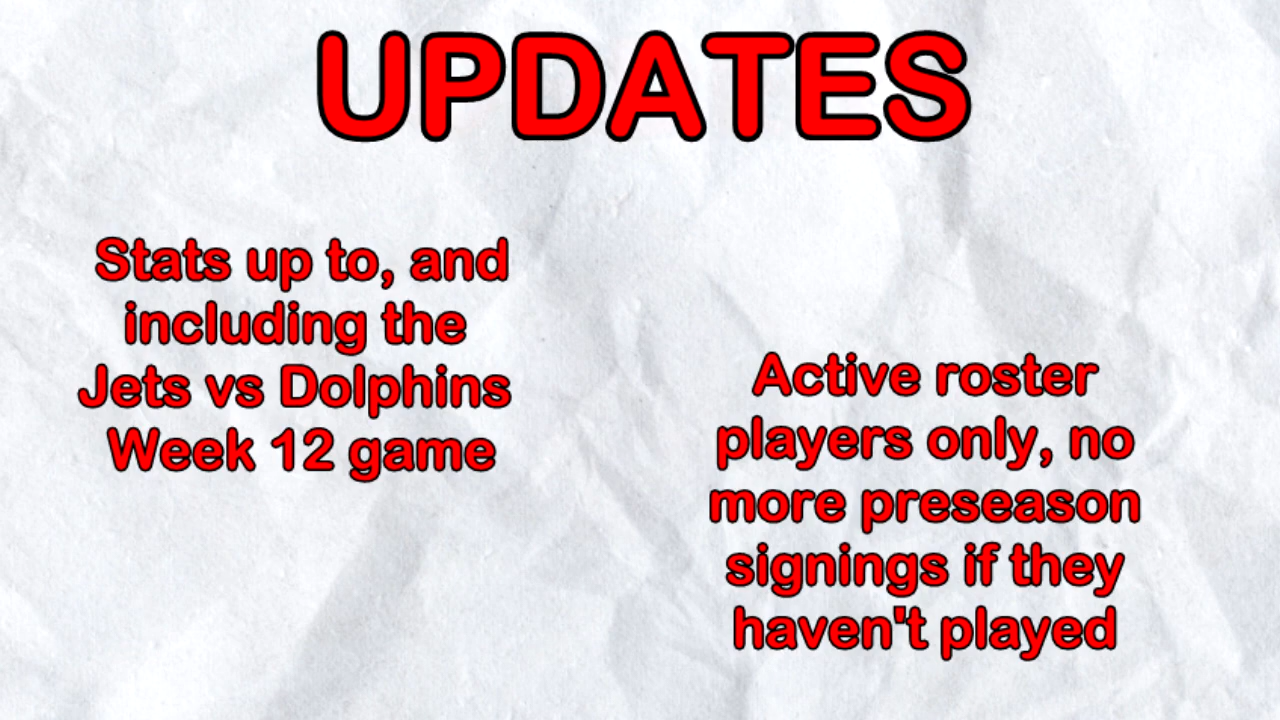 UPDATES
Stats up to, and
including the
Jets vs Dolphins
Week 12 game
Active roster
players only, no
more preseason
signings if they
haven't played